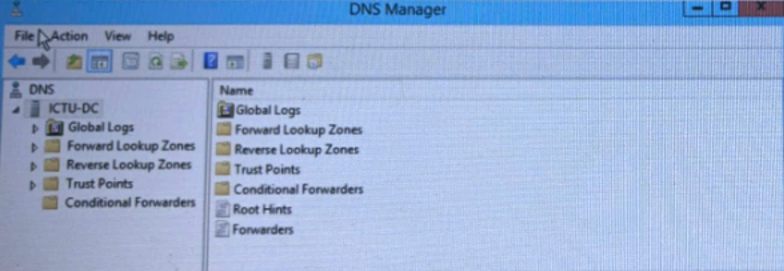 DNS Manager
File Action View Help
DNS
ICTU-DC
Global Logs
Forward Lookup Zones
Reverse Lookup Zones
Trust Points
Conditional Forwarders
Name
Global Logs
Forward Lookup Zones
Reverse Lookup Zones
Trust Points
Conditional Forwarders
Root Hints
Forwarders